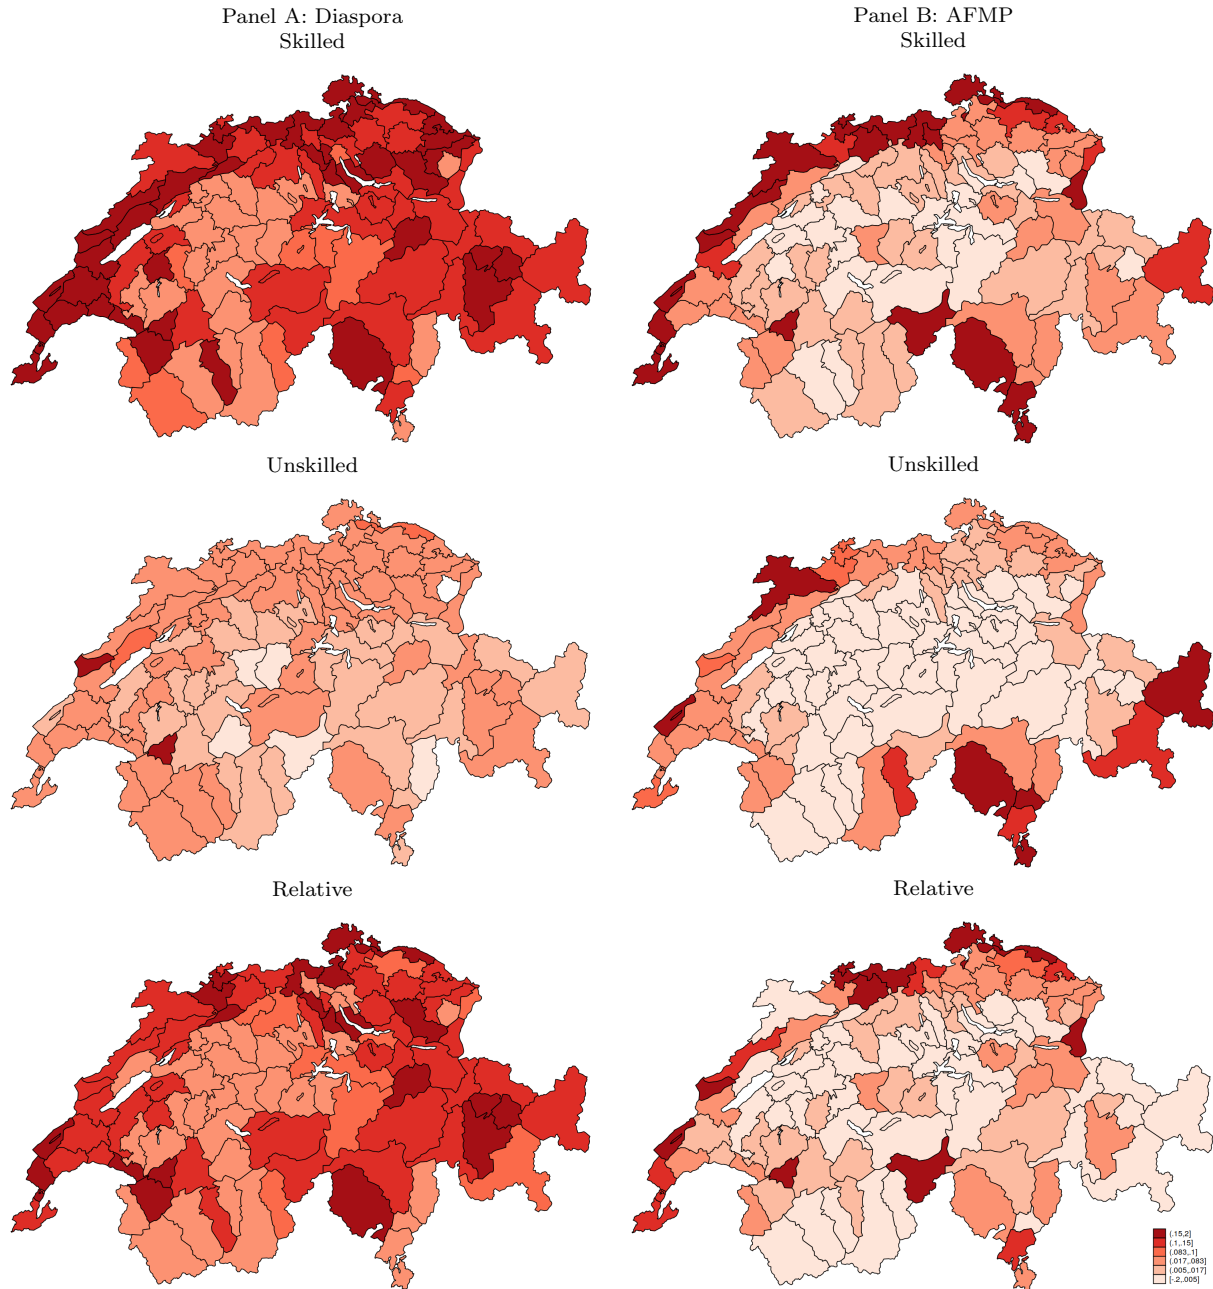 Panel A: Diaspora
Skilled
Panel B: AFMP
Skilled
Unskilled
Unskilled
Relative
Relative
(.15,.2]
(.1,.15]
(.083,.1]
(.017,.083]
(.005,.017]
[-.2,.005]